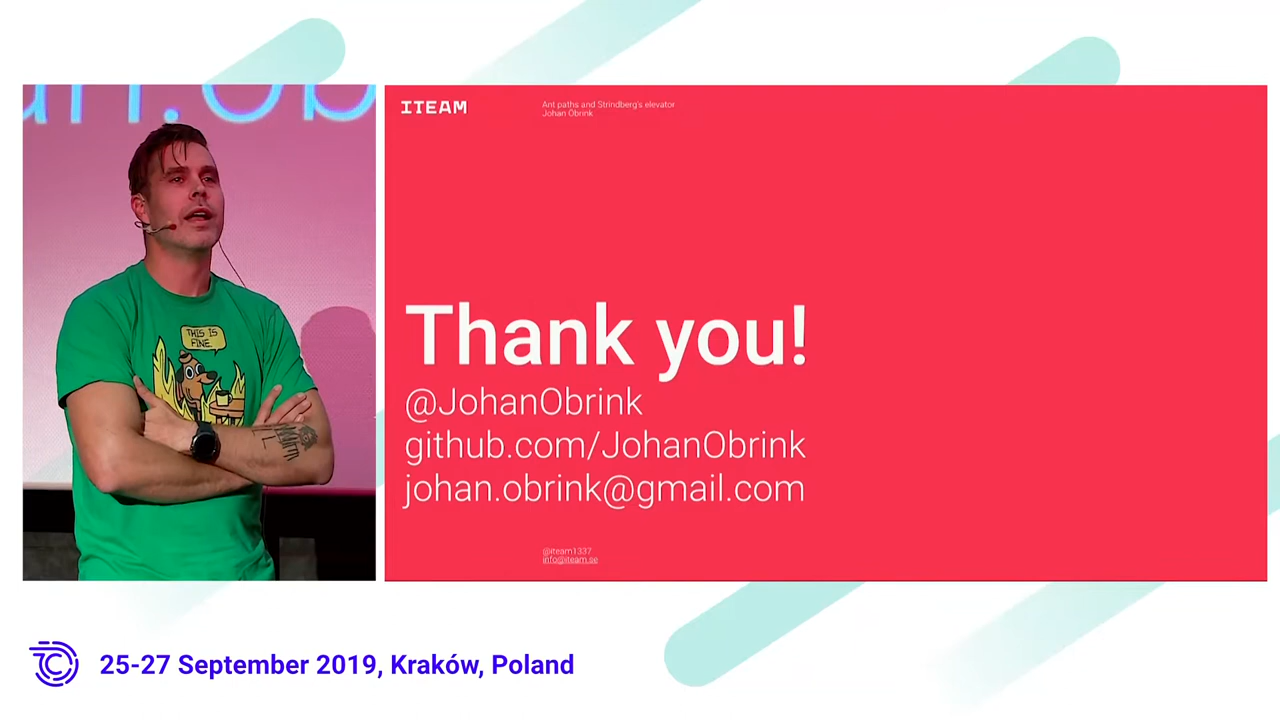 ITEAM
Ant paths and Strindberg's elevator
Johan Öbrink
THIS IS
FINE.
Thank you!
@JohanObrink
github.com/JohanObrink
johan.obrink@gmail.com
@iteam1337
info@iteam.se
25-27 September 2019, Kraków, Poland